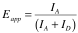 E_app = I_A / (I_A + I_D)